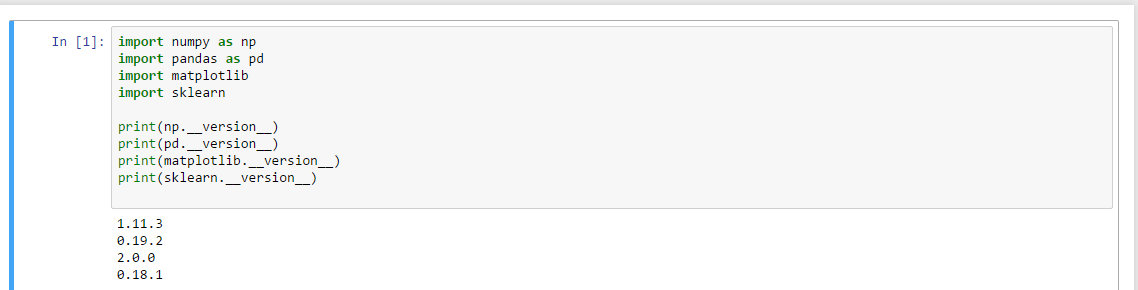 In [1]: import numpy as np
import pandas as pd
import matplotlib
import sklearn
print(np.__version__)
print(pd.__version__)
print(matplotlib.__version__)
print(sklearn.__version__)
1.11.3
0.19.2
2.0.0
0.18.1